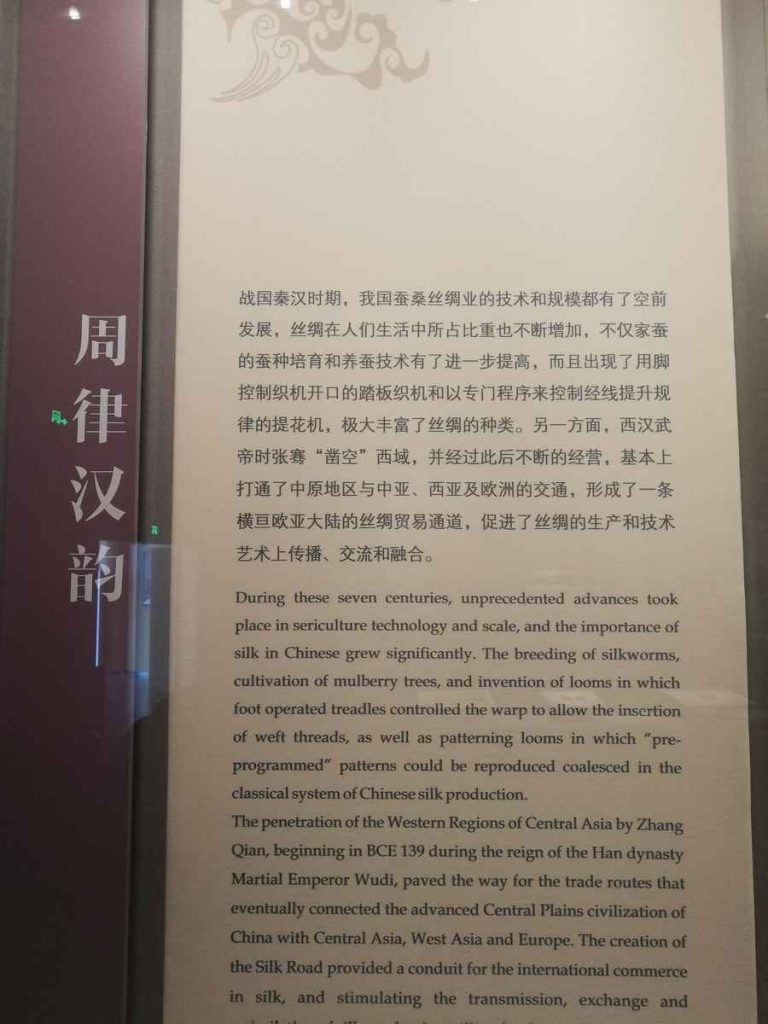 周律汉韵
战国秦汉时期，我国蚕桑丝绸业的技术和规模都有了空前
发展，丝绸在人们生活中所占比重也不断增加，不仅家蚕
的蚕种培育和养蚕技术有了进一步提高，而且出现了用脚
控制织机开口的踏板织机和以专门程序来控制经线提升规
律的提花机，极大丰富了丝绸的种类。另一方面，西汉武
帝时张骞“凿空”西域，并经过此后不断的经营，基本上
打通了中原地区与中亚、西亚及欧洲的交通，形成了一条
横亘欧亚大陆的丝绸贸易通道，促进了丝绸的生产和技术
艺术上传播、交流和融合。
During these seven centuries, unprecedented advances took
place in sericulture technology and scale, and the importance of
silk in Chinese grew significantly. The breeding of silkworms,
cultivation of mulberry trees, and invention of looms in which
foot operated treadles controlled the warp to allow the insertion
of weft threads, as well as patterning looms in which “pre-
programmed” patterns could be reproduced coalesced in the
classical system of Chinese silk production.
The penetration of the Western Regions of Central Asia by Zhang
Qian, beginning in BCE 139 during the reign of the Han dynasty
Martial Emperor Wudi, paved the way for the trade routes that
eventually connected the advanced Central Plains civilization of
China with Central Asia, West Asia and Europe. The creation of
the Silk Road provided a conduit for the international commerce
in silk, and stimulating the transmission, exchange and